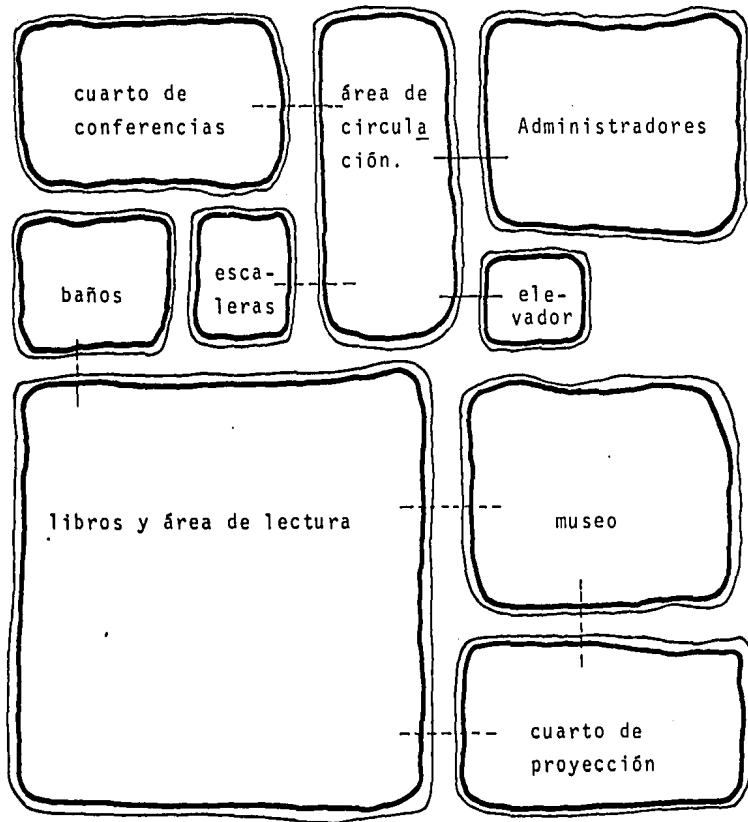 cuarto de
conferencias
área de
circula
ción.
Administradores
baños
esca-
leras
ele-
vador
libros y área de lectura
museo
cuarto de
proyección